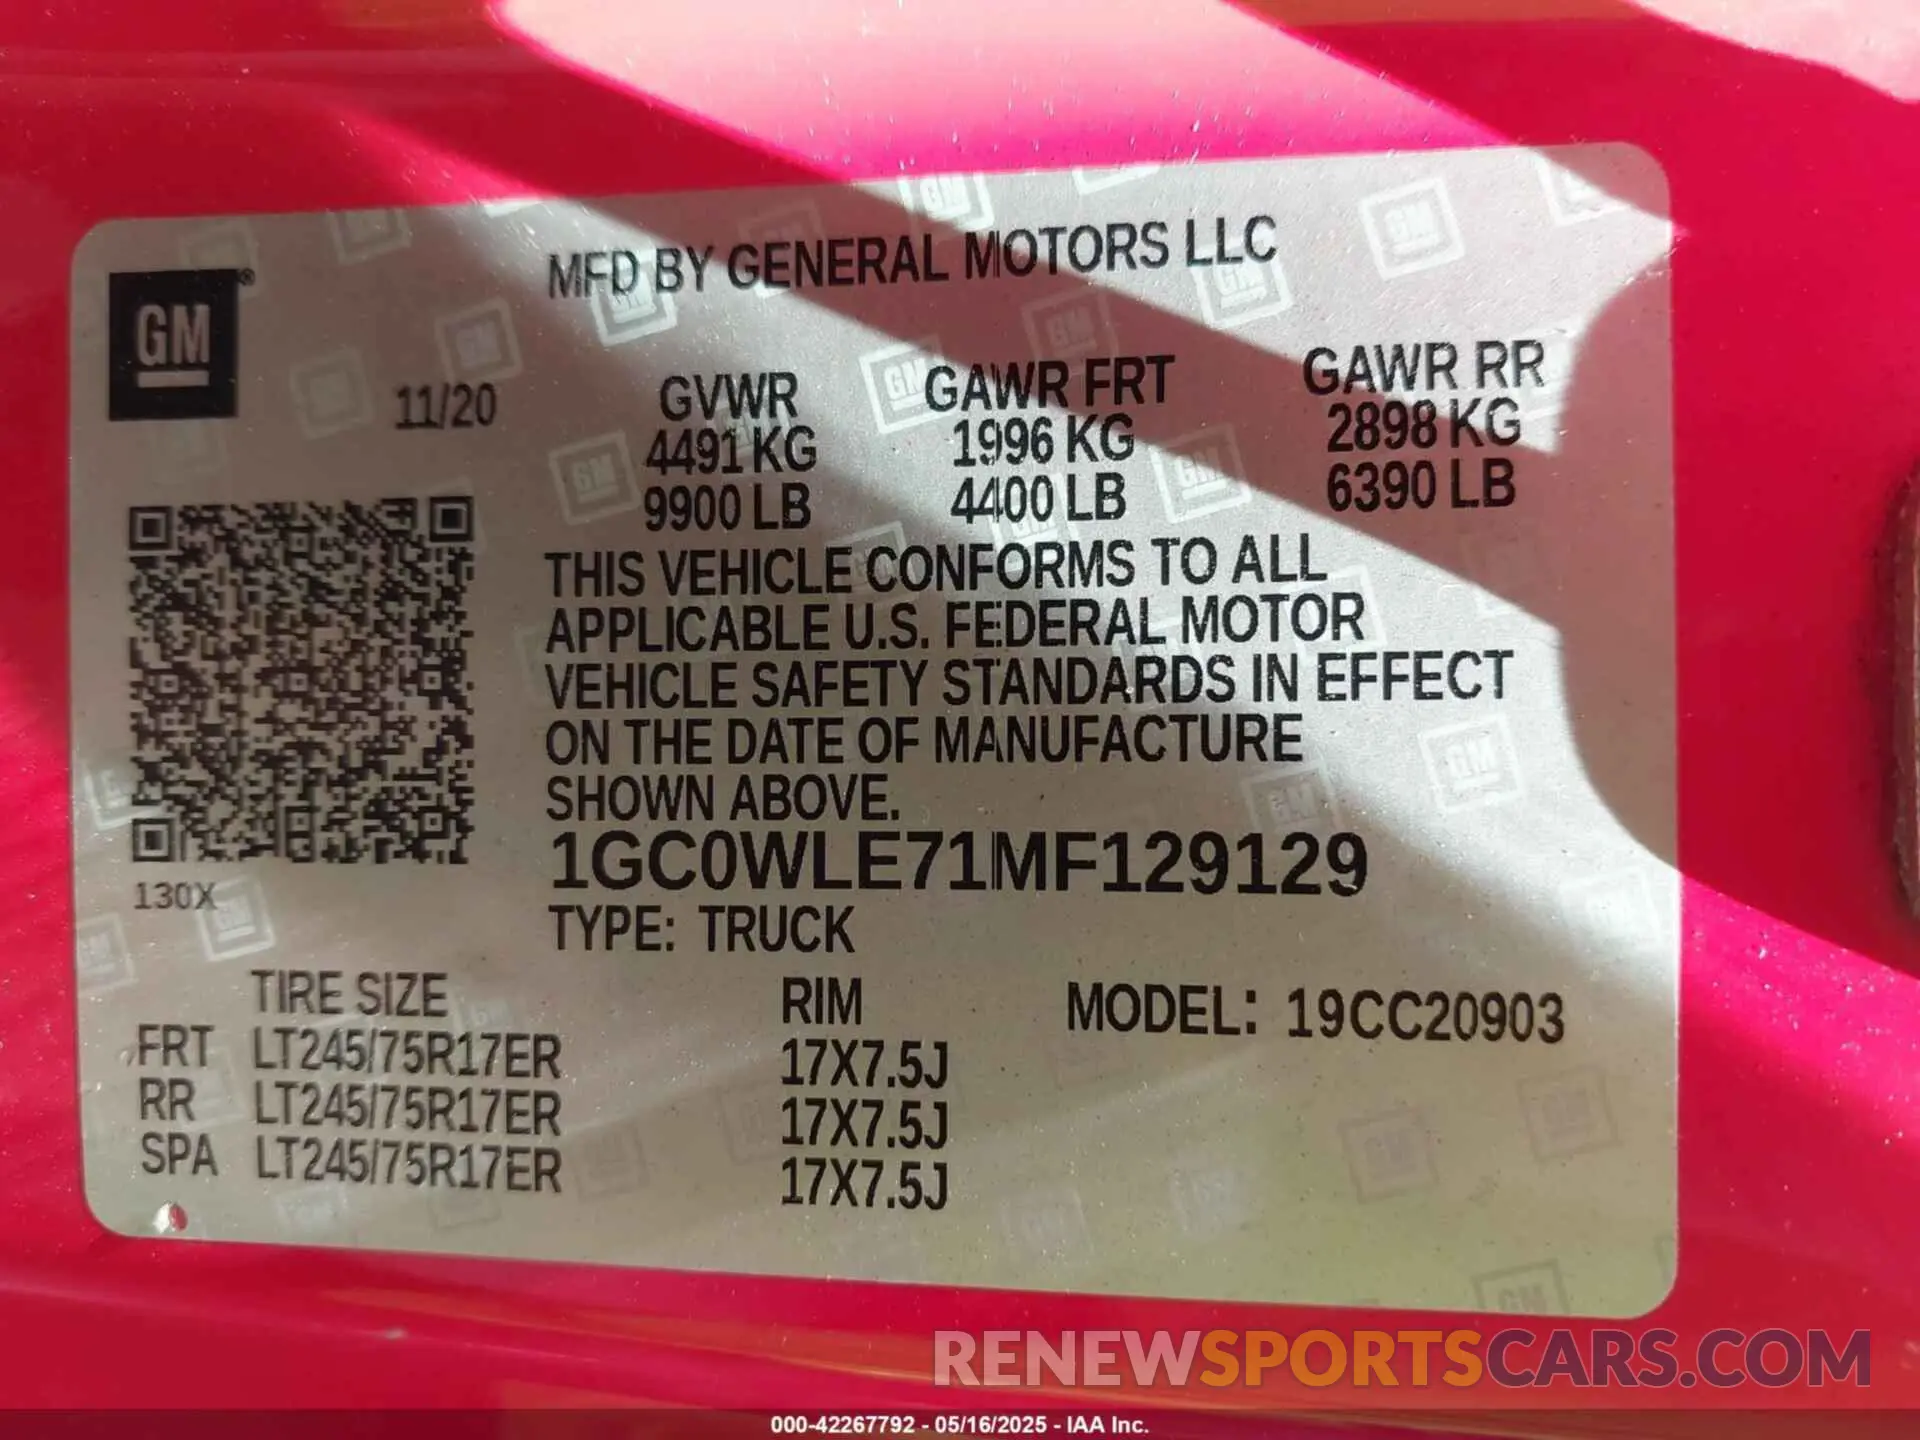 MFD BY GENERAL MOTORS LLC
GM®
11/20
GVWR GAWR FRT GAWR RR
4491 KG 1996 KG 2898 KG
9900 LB 4400 LB 6390 LB
THIS VEHICLE CONFORMS TO ALL
APPLICABLE U.S. FEDERAL MOTOR
VEHICLE SAFETY STANDARDS IN EFFECT
ON THE DATE OF MANUFACTURE
SHOWN ABOVE.
1GC0WLE71MF129129
130X
TYPE: TRUCK
TIRE SIZE RIM MODEL: 19CC20903
FRT LT245/75R17ER 17X7.5J
RR LT245/75R17ER 17X7.5J
SPA LT245/75R17ER 17X7.5J
RENEWSPORTSCARS.COM
000-42267792 - 05/16/2025 - IAA Inc.